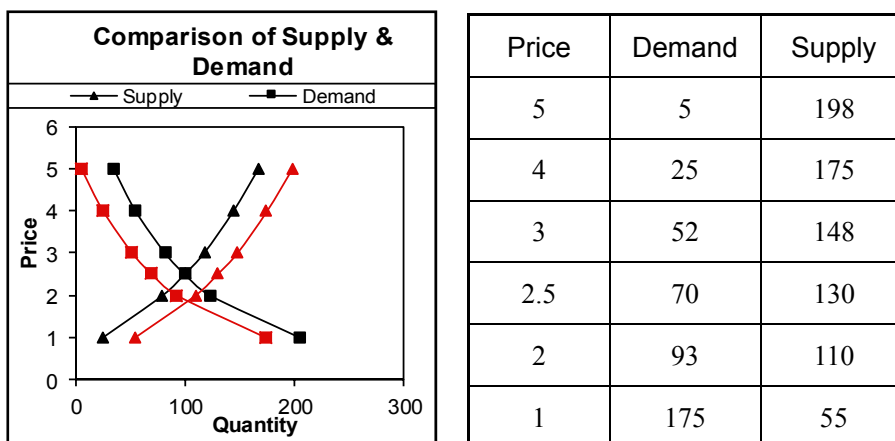 Comparison of Supply &
Demand
Supply Demand
6
5
4
3
2
1
0
Price
0 100 200 300
Quantity
Price Demand Supply
5 5 198
4 25 175
3 52 148
2.5 70 130
2 93 110
1 175 55